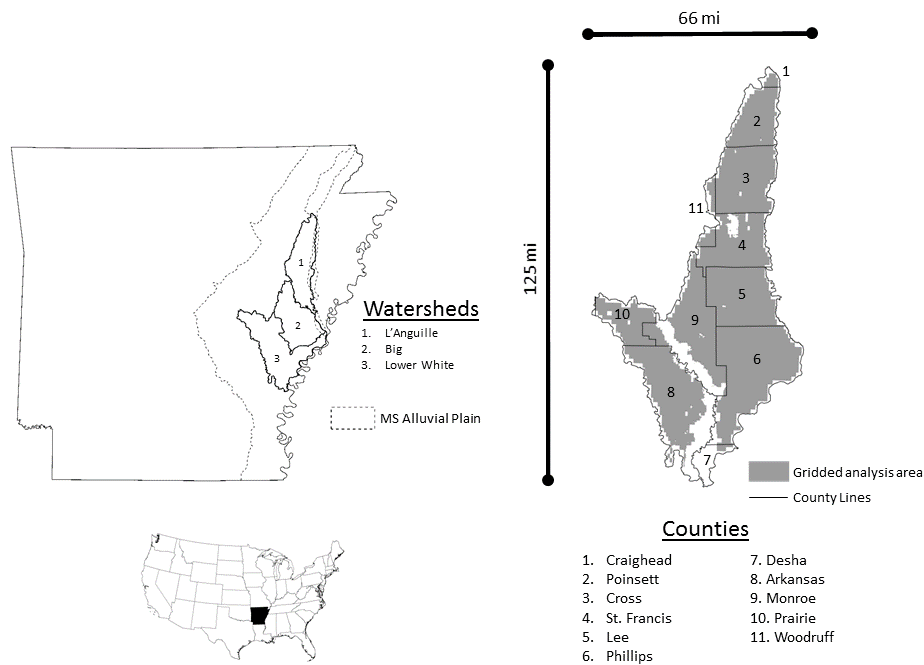 66 mi
125 mi
1
2
3
11
4
5
10
9
6
8
7
1
2
3
Watersheds
1. L'Anguille
2. Big
3. Lower White
MS Alluvial Plain
Gridded analysis area
County Lines
Counties
1. Craighead
2. Poinsett
3. Cross
4. St. Francis
5. Lee
6. Phillips
7. Desha
8. Arkansas
9. Monroe
10. Prairie
11. Woodruff